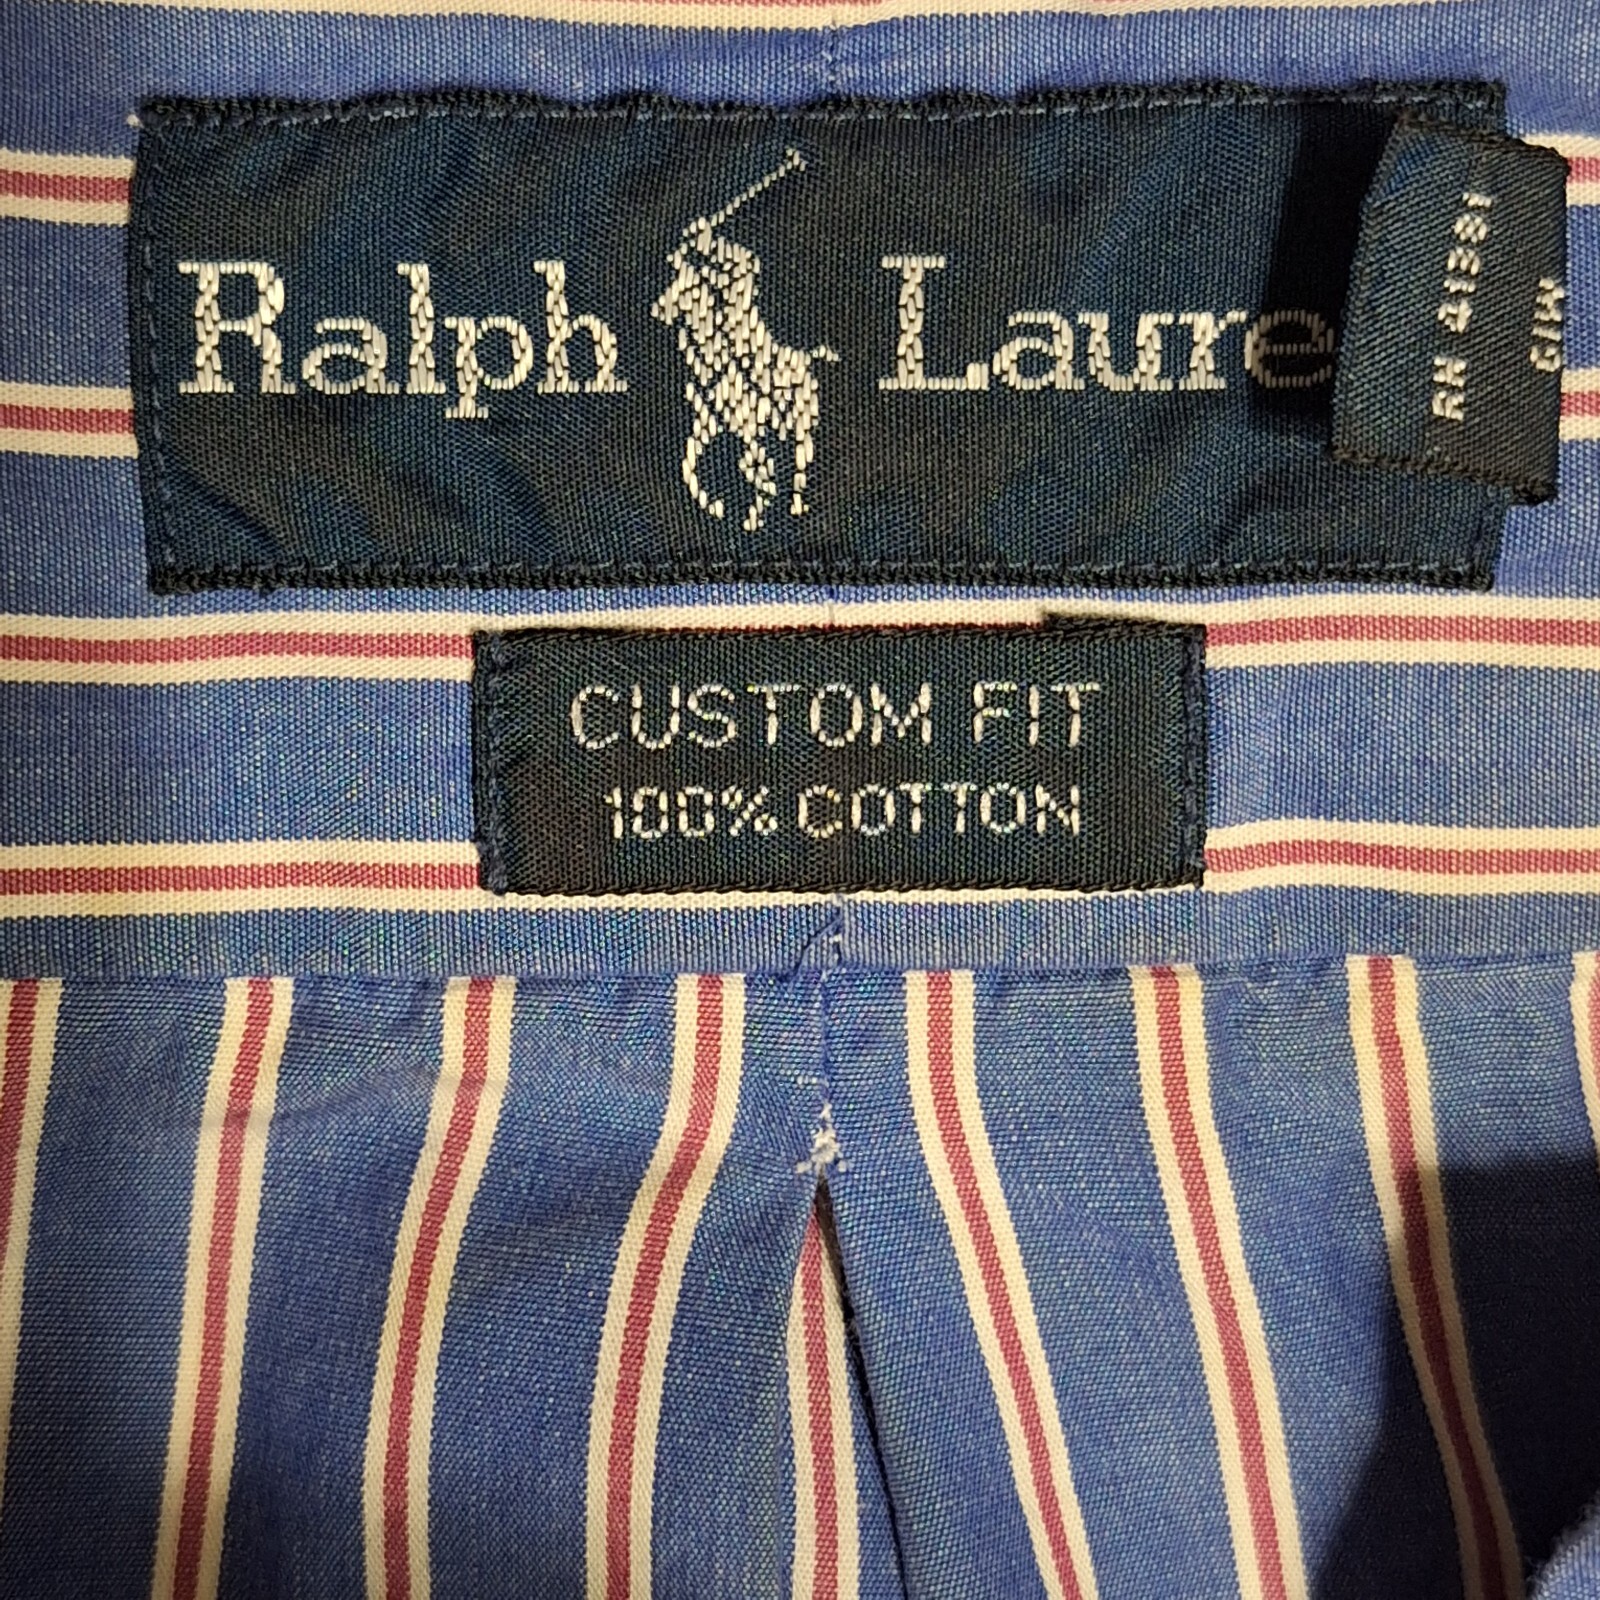 Ralph Laure
RN 41381
CUSTOM FIT
100% COTTON